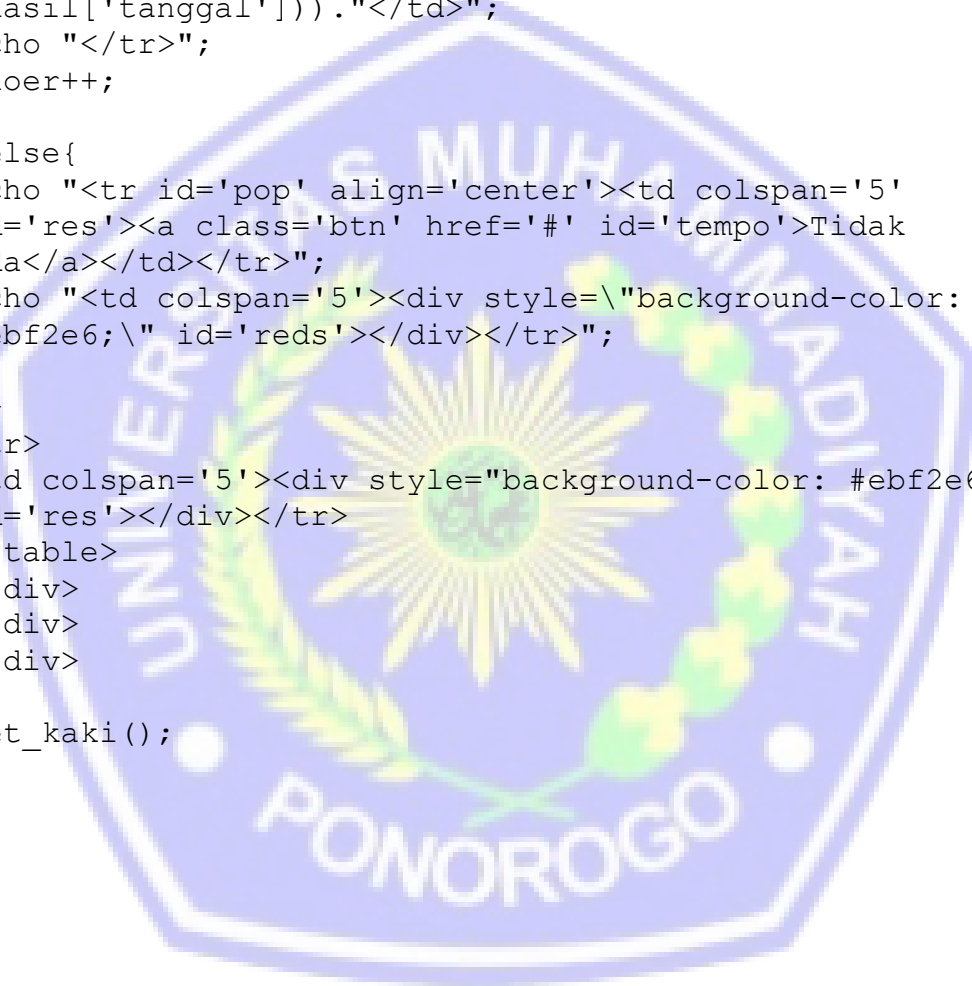 asil['tanggal']))."</td>";
ho "</tr>";
oer++;
lse{
ho "<tr id='pop' align='center'><td colspan='5'
='res'><a class='btn' href='#' id='tempo'>Tidak
a</a></td></tr>";
ho "<td colspan='5'><div style=\"background-color:
bf2e6;\" id='reds'></div></tr>";
r>
d colspan='5'><div style="background-color: #ebf2e6
='res'></div></tr>
table>
div>
div>
div>
et_kaki();
UNIVERSITAS MUHAMMADIYAH
PONOROGO